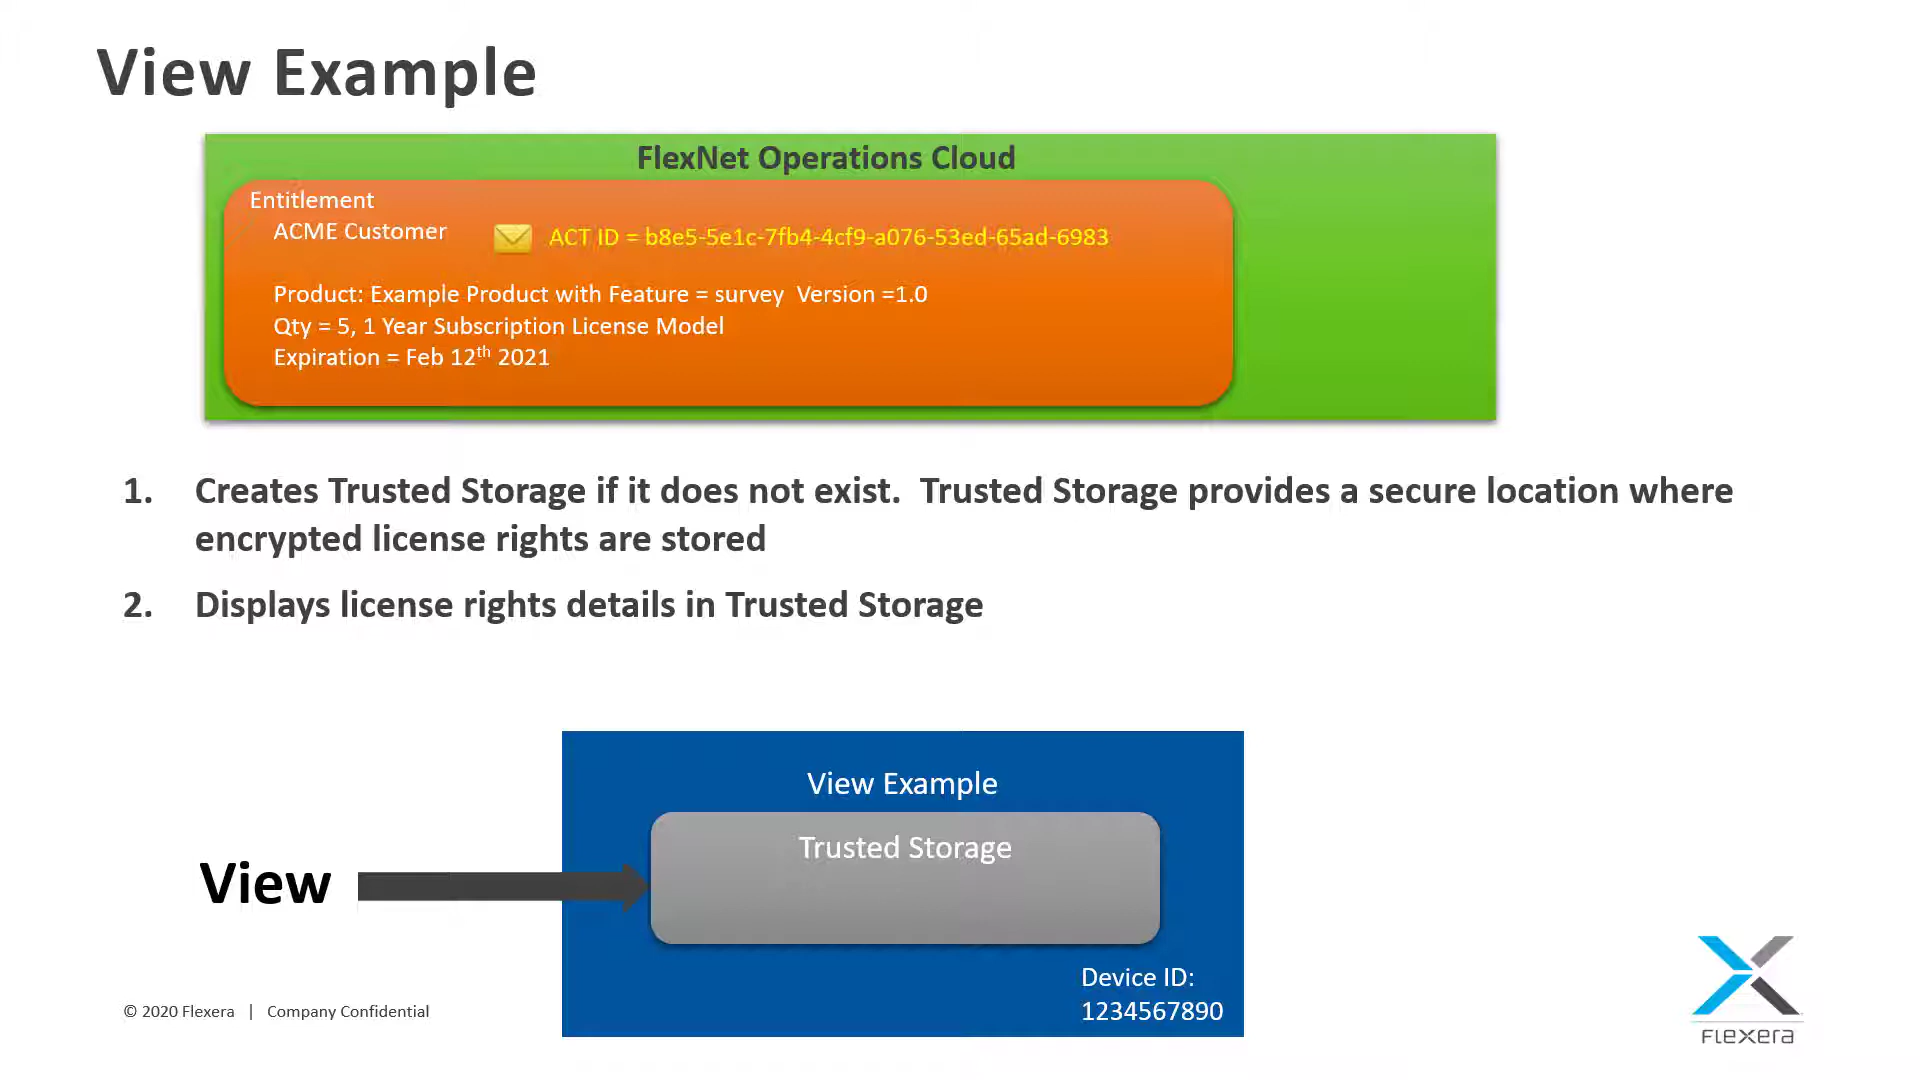 View Example
FlexNet Operations Cloud
Entitlement
ACME Customer
ACT ID = b8e5-5e1c-7fb4-4cf9-a076-53ed-65ad-6983
Product: Example Product with Feature = survey  Version =1.0
Qty = 5, 1 Year Subscription License Model
Expiration = Feb 12th 2021
1. Creates Trusted Storage if it does not exist.  Trusted Storage provides a secure location where
encrypted license rights are stored
2. Displays license rights details in Trusted Storage
View Example
Trusted Storage
View
Device ID:
1234567890
© 2020 Flexera | Company Confidential
FLEXERA